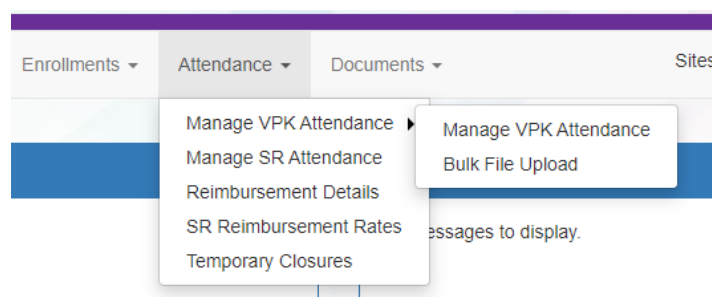 Enrollments Attendance Documents Sites
Manage VPK Attendance
Manage SR Attendance
Reimbursement Details
SR Reimbursement Rates
Temporary Closures
Manage VPK Attendance
Bulk File Upload
essages to display.